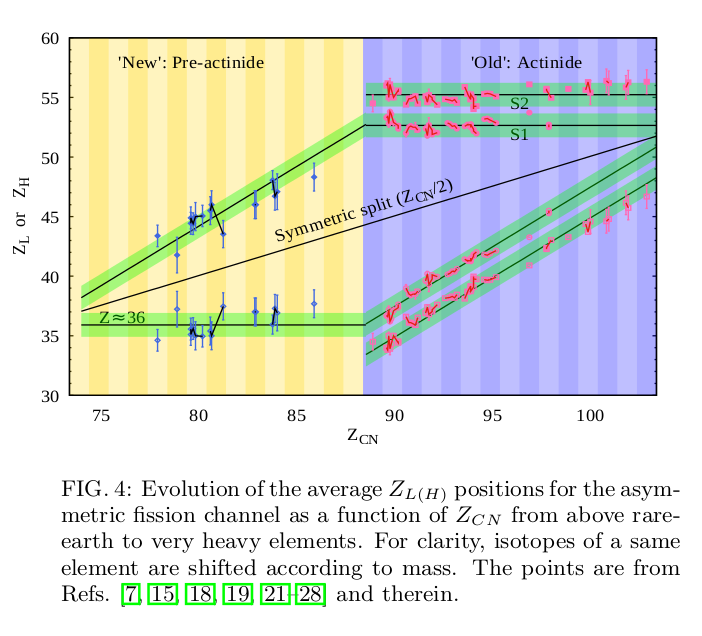 60
'New': Pre-actinide
'Old': Actinide
55
S2
S1
50
Z_L or Z_H
45
Symmetric split (Z_CN/2)
40
Z≈36
35
30
75 80 85 90 95 100
Z_CN
FIG. 4: Evolution of the average Z_L(H) positions for the asym-
metric fission channel as a function of Z_CN from above rare-
earth to very heavy elements. For clarity, isotopes of a same
element are shifted according to mass. The points are from
Refs. [7, 15, 18, 19, 21–28] and therein.